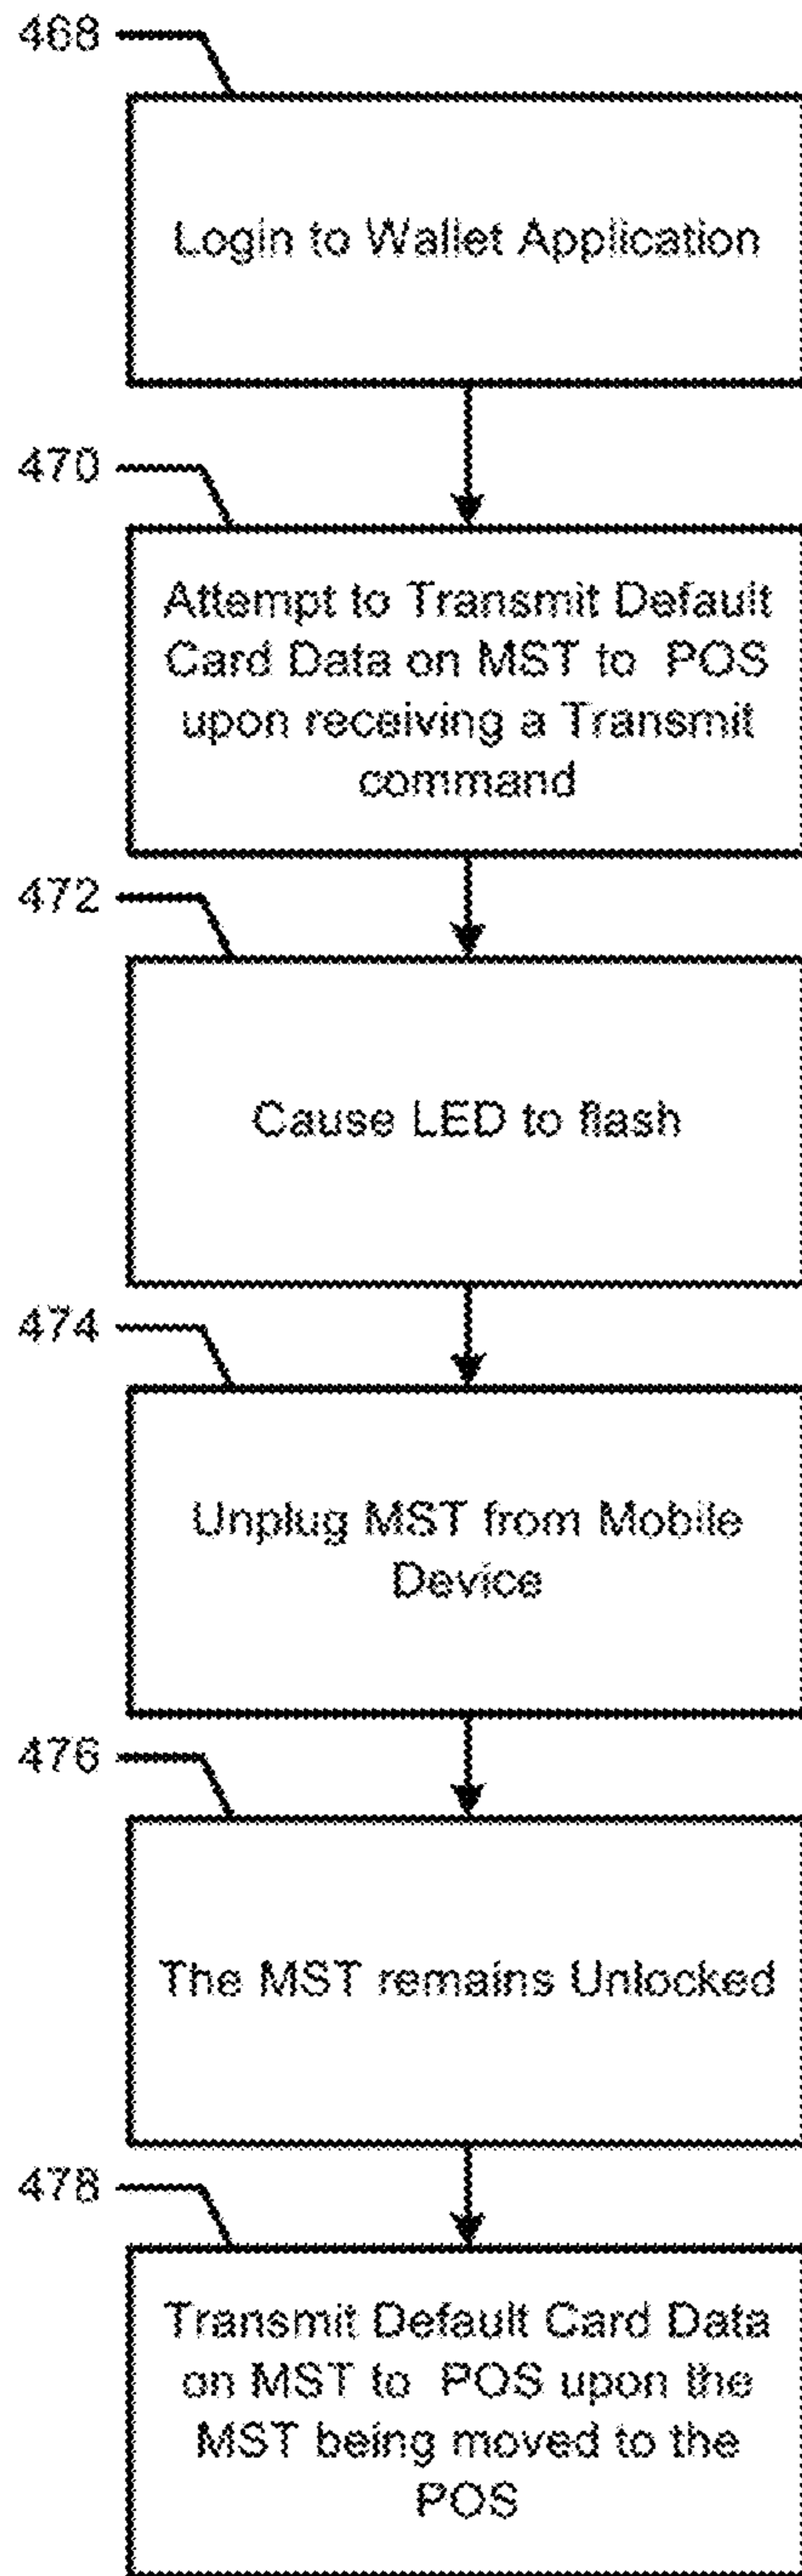 468
Login to Wallet Application
470
Attempt to Transmit Default
Card Data on MST to POS
upon receiving a Transmit
command
472
Cause LED to flash
474
Unplug MST from Mobile
Device
476
The MST remains Unlocked
478
Transmit Default Card Data
on MST to POS upon the
MST being moved to the
POS